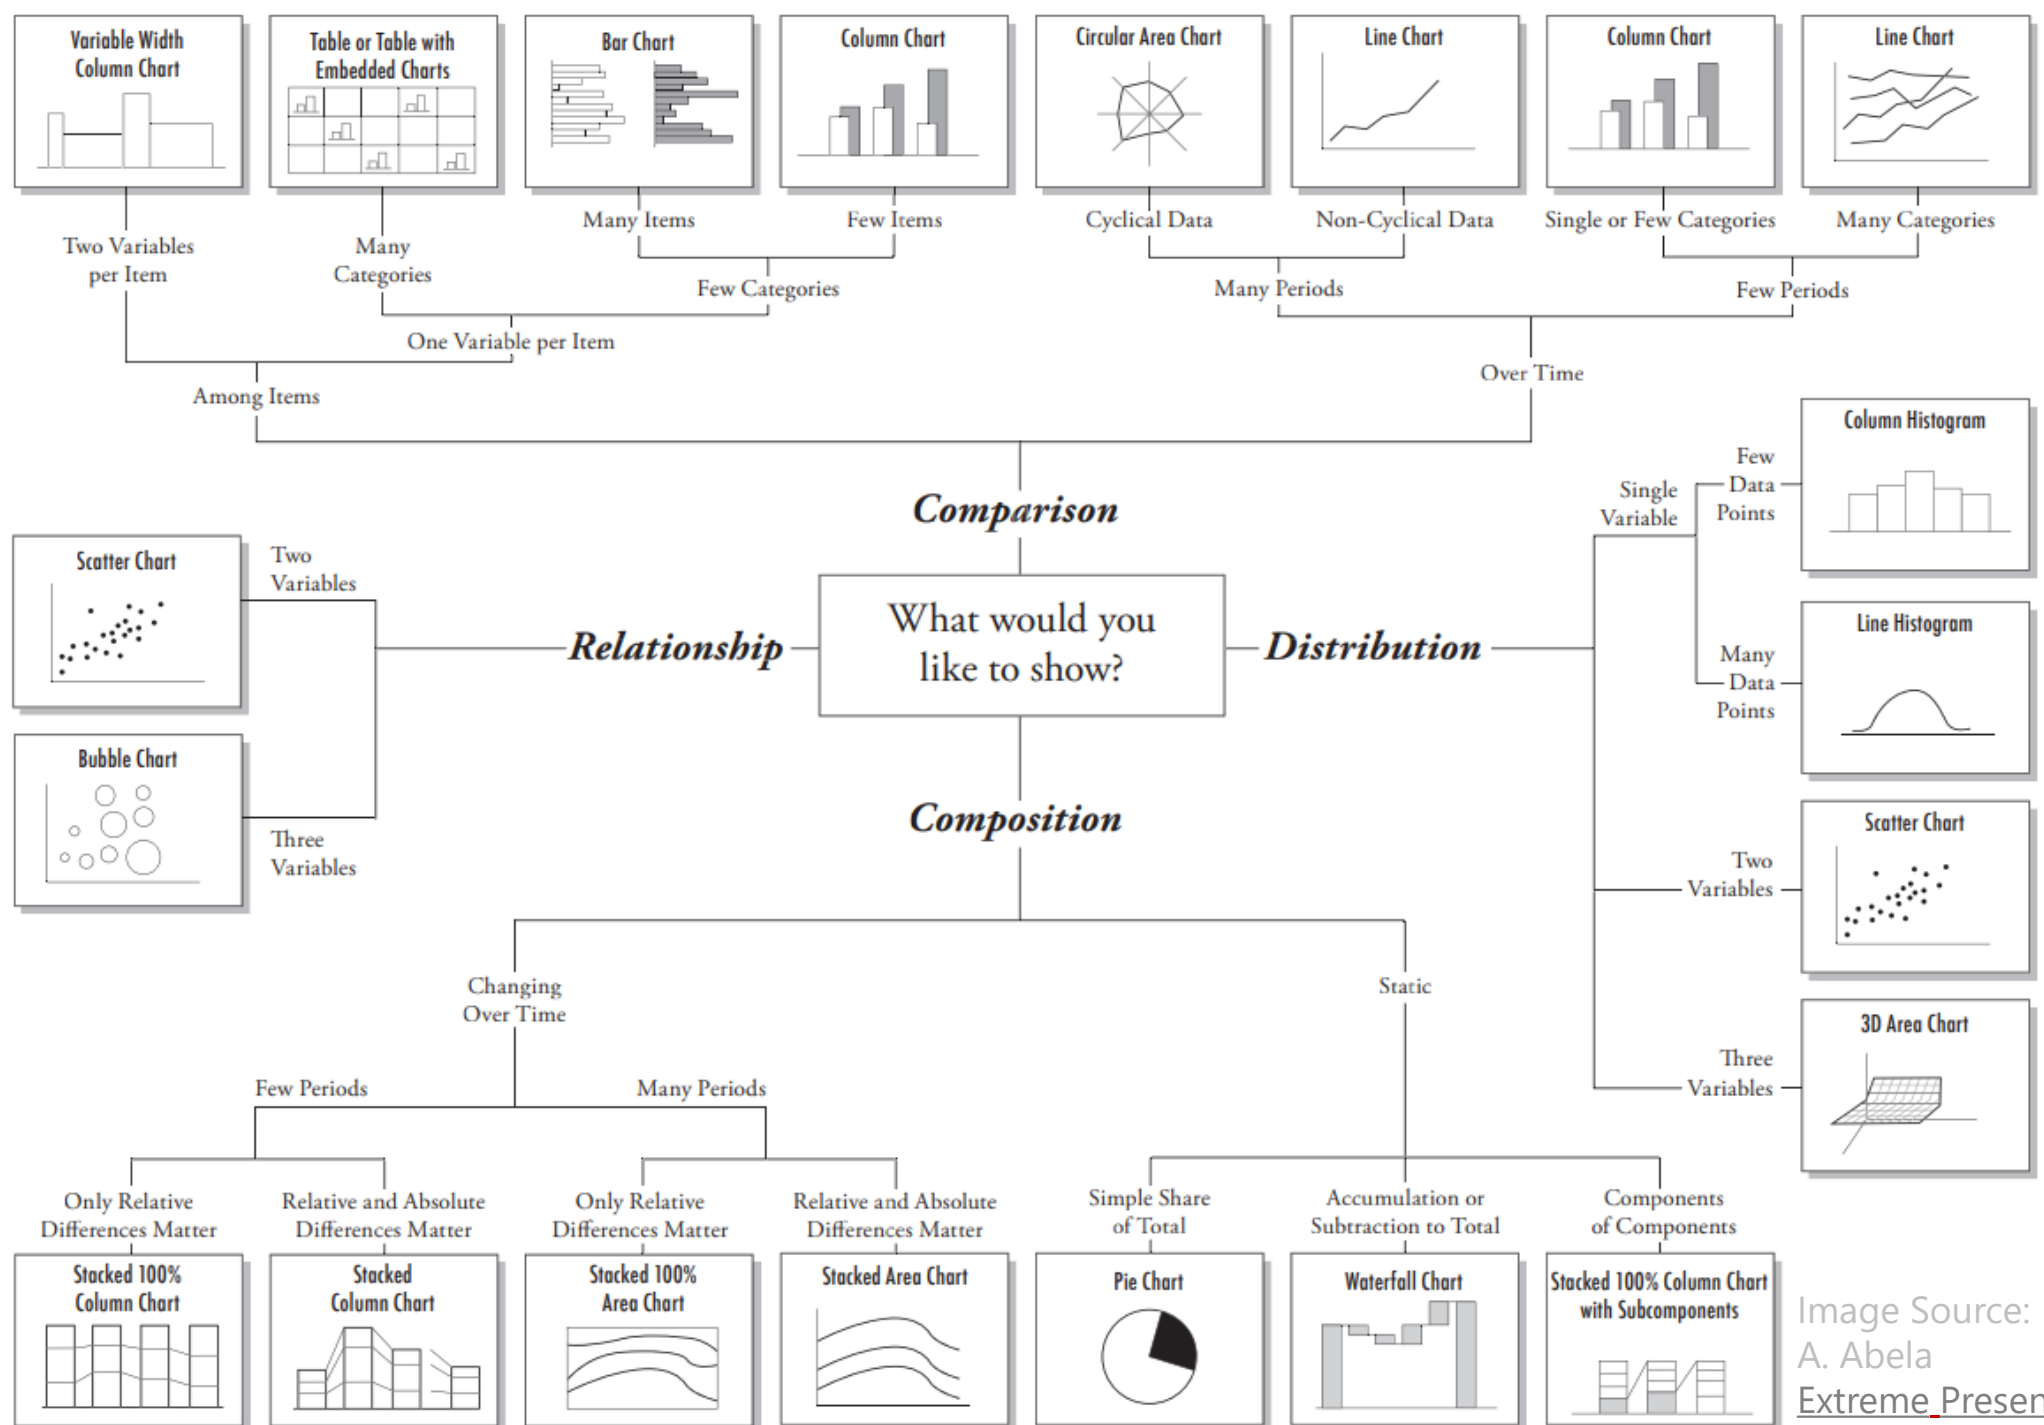 Variable Width
Column Chart
Table or Table with
Embedded Charts
Bar Chart
Column Chart
Circular Area Chart
Line Chart
Column Chart
Line Chart
Two Variables
per Item
Many
Categories
Many Items
Few Items
Cyclical Data
Non-Cyclical Data
Single or Few Categories
Many Categories
Few Categories
Many Periods
Few Periods
One Variable per Item
Among Items
Over Time
Comparison
What would you
like to show?
Relationship
Two
Variables
Scatter Chart
Three
Variables
Bubble Chart
Distribution
Single
Variable
Few
Data
Points
Column Histogram
Many
Data
Points
Line Histogram
Two
Variables
Scatter Chart
Three
Variables
3D Area Chart
Composition
Changing
Over Time
Static
Few Periods
Many Periods
Only Relative
Differences Matter
Relative and Absolute
Differences Matter
Only Relative
Differences Matter
Relative and Absolute
Differences Matter
Simple Share
of Total
Accumulation or
Subtraction to Total
Components
of Components
Stacked 100%
Column Chart
Stacked
Column Chart
Stacked 100%
Area Chart
Stacked Area Chart
Pie Chart
Waterfall Chart
Stacked 100% Column Chart
with Subcomponents
Image Source:
A. Abela
Extreme Presen